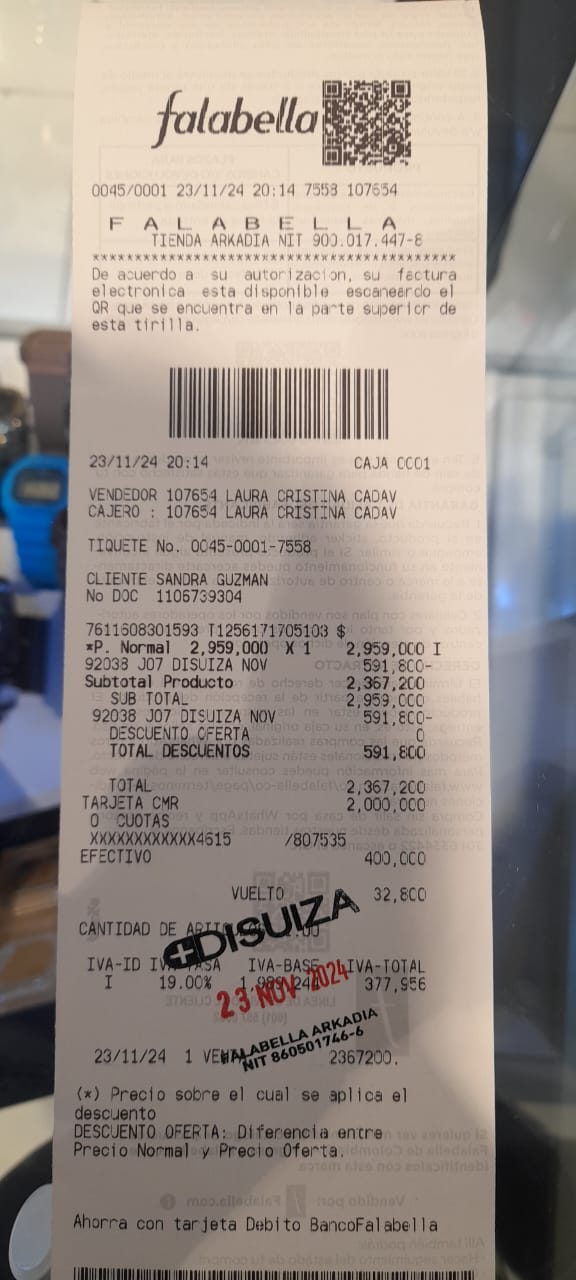 falabella
0045/0001 23/11/24 20:14 7558 107654
F A L A B E L L A
TIENDA ARKADIA NIT 900.017.447-8
******************************************
De acuerdo a su autorizacion, su factura
electronica esta disponible escaneardo el
QR que se encuentra en la parte superior de
esta tirilla.
23/11/24 20:14 CAJA 0001
VENDEDOR 107654 LAURA CRISTINA CADAV
CAJERO : 107654 LAURA CRISTINA CADAV
TIQUETE No. 0045-0001-7558
CLIENTE SANDRA GUZMAN
No DOC 1106739304
7611608301593 T1256171705103 $
*P. Normal 2,959,000 X 1 2,959,000 I
92038 J07 DISUIZA NOV 591,800-
Subtotal Producto 2,367,200
SUB TOTAL 2,959,000
92038 J07 DISUIZA NOV 591,800-
DESCUENTO OFERTA 0
TOTAL DESCUENTOS 591,800
TOTAL 2,367,200
TARJETA CMR 2,000,000
0 CUOTAS
XXXXXXXXXXXX4615 /807535
EFECTIVO 400,000
VUELTO 32,800
CANTIDAD DE
DISUIZA
IVA-ID IVA-BASE IVA-TOTAL
I 19.00% 377,956
23 NOV 2024
FALABELLA ARKADIA
NIT 860501746-6
23/11/24 1 2367200.
(*) Precio sobre el cual se aplica el
descuento
DESCUENTO OFERTA: Diferencia entre
Precio Normal y Precio Oferta.
Ahorra con tarjeta Debito BancoFalabella